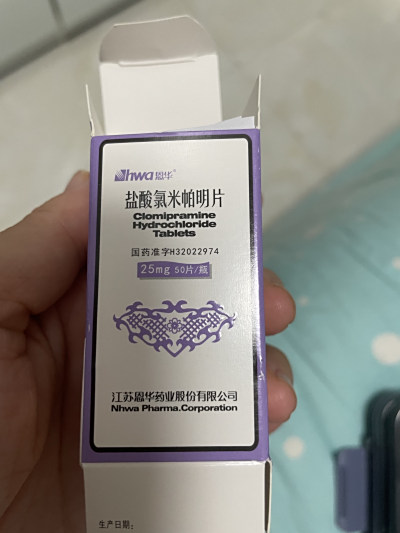 Nhwa 恩华
盐酸氯米帕明片
Clomipramine
Hydrochloride
Tablets
国药准字H32022974
25mg 50片/瓶
江苏恩华药业股份有限公司
Nhwa Pharma.Corporation
生产日期：